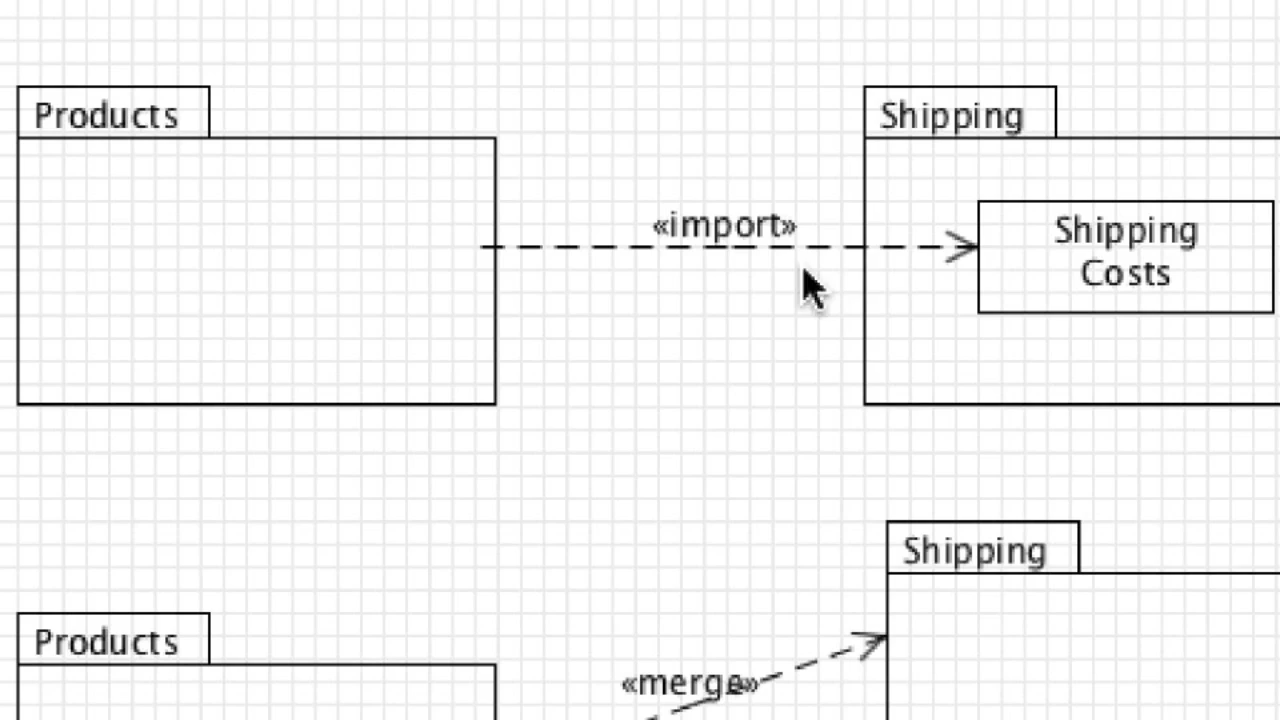 Products
Shipping
«import»
Shipping
Costs
Shipping
Products
«merge»